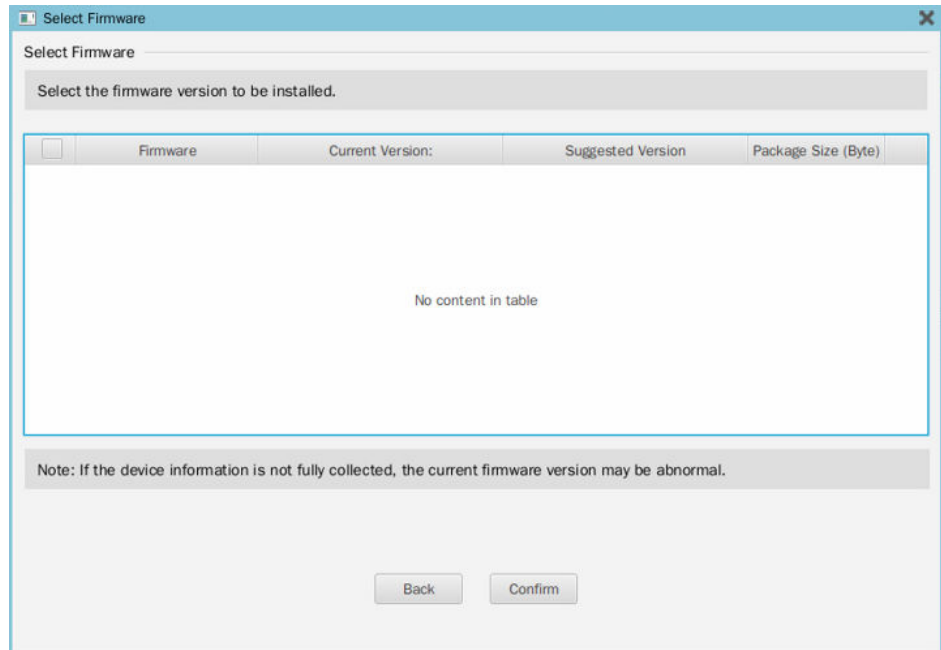 Select Firmware
Select Firmware
Select the firmware version to be installed.
Firmware Current Version: Suggested Version Package Size (Byte)
No content in table
Note: If the device information is not fully collected, the current firmware version may be abnormal.
Back Confirm